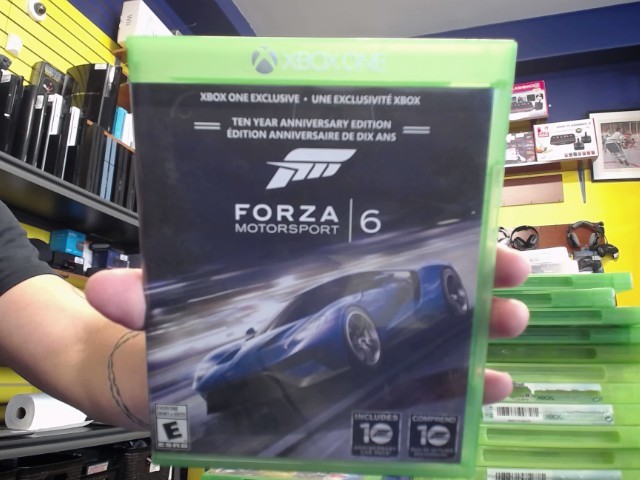 XBOX ONE
XBOX ONE EXCLUSIVE • UNE EXCLUSIVITÉ XBOX
TEN YEAR ANNIVERSARY EDITION
ÉDITION ANNIVERSAIRE DE DIX ANS
FORZA
MOTORSPORT
6
E
INCLUDES
10
COMPREND
10
Wii